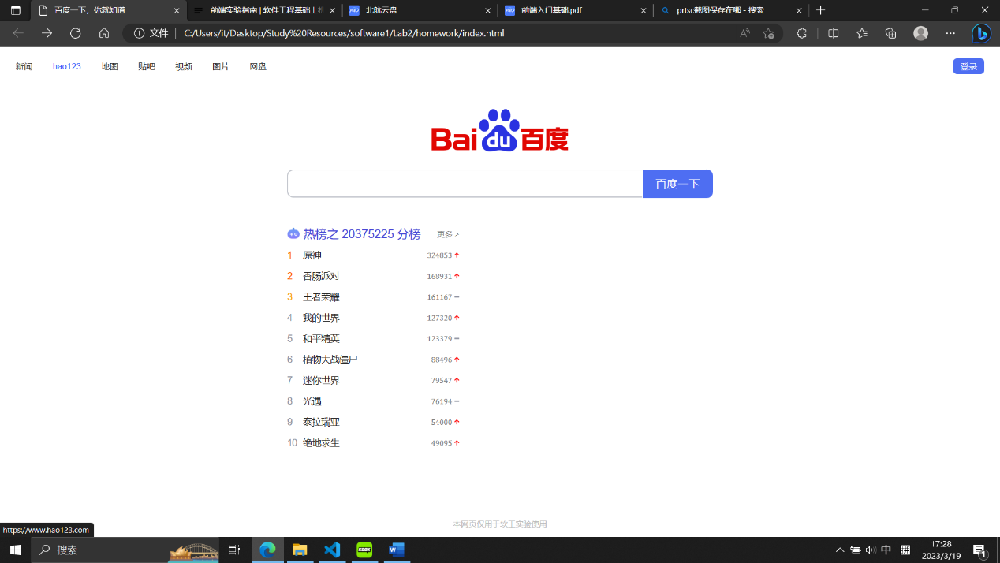 百度一下，你就知道
前端实验指南 | 软件工程基础上机
北航云盘
前端入门基础.pdf
prtsc截图保存在哪 - 搜索
文件 C:/Users/it/Desktop/Study%20Resources/software1/Lab2/homework/index.html
新闻 hao123 地图 贴吧 视频 图片 网盘 登录
Bai du 百度
百度一下
热榜之 20375225 分榜 更多 >
1 原神 324853
2 香肠派对 168931
3 王者荣耀 161167
4 我的世界 127320
5 和平精英 123379
6 植物大战僵尸 88496
7 迷你世界 79547
8 光遇 76194
9 泰拉瑞亚 54000
10 绝地求生 49095
本网页仅用于软工实验使用
https://www.hao123.com
搜索
中 拼
17:28
2023/3/19
1